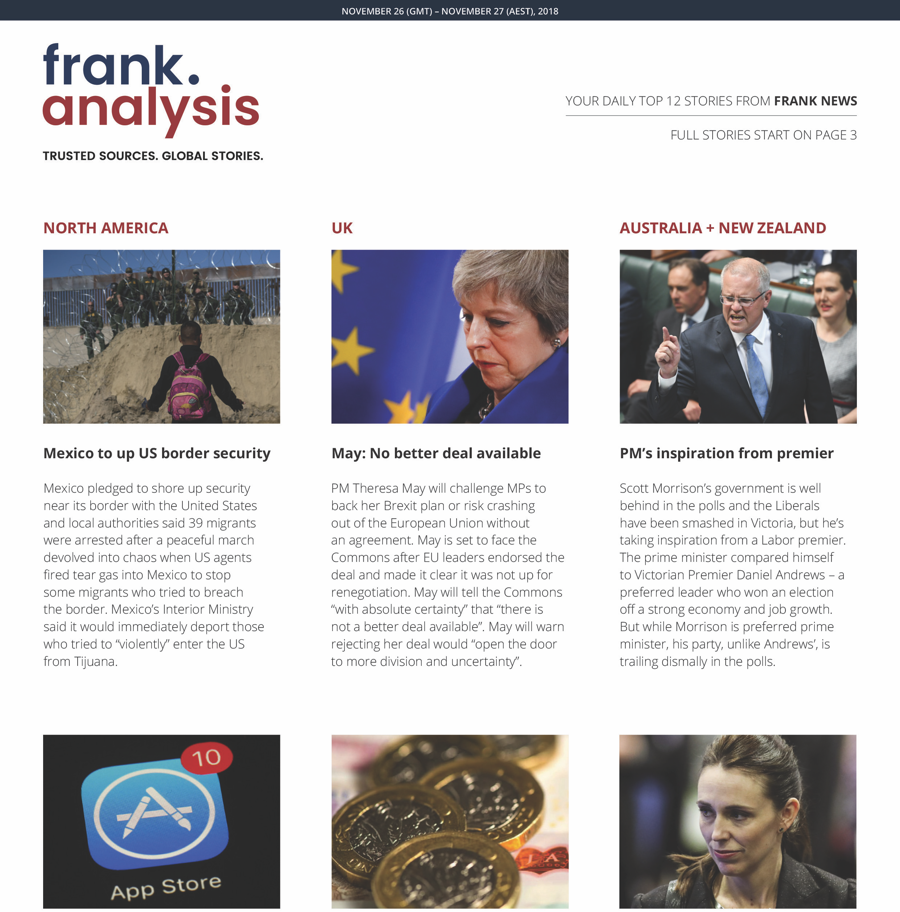 NOVEMBER 26 (GMT) – NOVEMBER 27 (AEST), 2018
frank.
analysis
TRUSTED SOURCES. GLOBAL STORIES.
YOUR DAILY TOP 12 STORIES FROM FRANK NEWS
FULL STORIES START ON PAGE 3
NORTH AMERICA
Mexico to up US border security
Mexico pledged to shore up security
near its border with the United States
and local authorities said 39 migrants
were arrested after a peaceful march
devolved into chaos when US agents
fired tear gas into Mexico to stop
some migrants who tried to breach
the border. Mexico’s Interior Ministry
said it would immediately deport those
who tried to “violently” enter the US
from Tijuana.
10
App Store
UK
May: No better deal available
PM Theresa May will challenge MPs to
back her Brexit plan or risk crashing
out of the European Union without
an agreement. May is set to face the
Commons after EU leaders endorsed the
deal and made it clear it was not up for
renegotiation. May will tell the Commons
“with absolute certainty” that “there is
not a better deal available”. May will warn
rejecting her deal would “open the door
to more division and uncertainty”.
AUSTRALIA + NEW ZEALAND
PM’s inspiration from premier
Scott Morrison’s government is well
behind in the polls and the Liberals
have been smashed in Victoria, but he’s
taking inspiration from a Labor premier.
The prime minister compared himself
to Victorian Premier Daniel Andrews – a
preferred leader who won an election
off a strong economy and job growth.
But while Morrison is preferred prime
minister, his party, unlike Andrews’, is
trailing dismally in the polls.